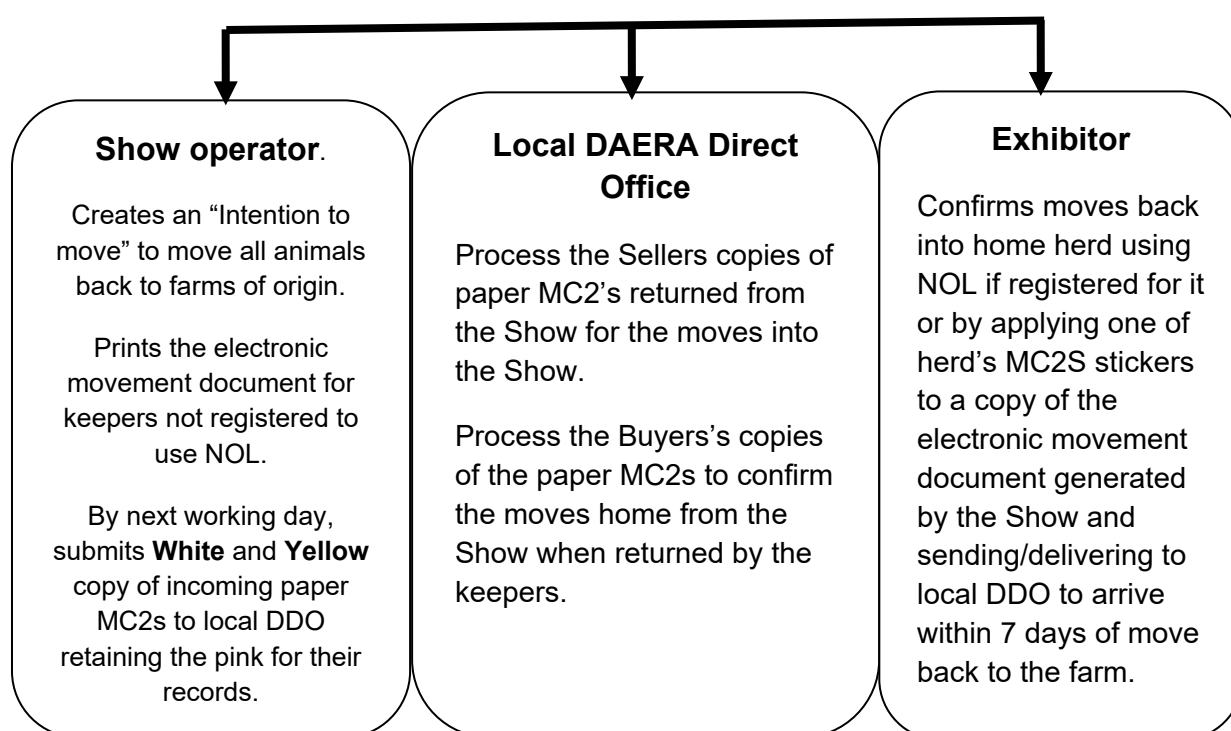 Show operator.
Creates an “Intention to
move” to move all animals
back to farms of origin.
Prints the electronic
movement document for
keepers not registered to
use NOL.
By next working day,
submits White and Yellow
copy of incoming paper
MC2s to local DDO
retaining the pink for their
records.
Local DAERA Direct
Office
Process the Sellers copies of
paper MC2’s returned from
the Show for the moves into
the Show.
Process the Buyers’s copies
of the paper MC2s to confirm
the moves home from the
Show when returned by the
keepers.
Exhibitor
Confirms moves back
into home herd using
NOL if registered for it
or by applying one of
herd’s MC2S stickers
to a copy of the
electronic movement
document generated
by the Show and
sending/delivering to
local DDO to arrive
within 7 days of move
back to the farm.